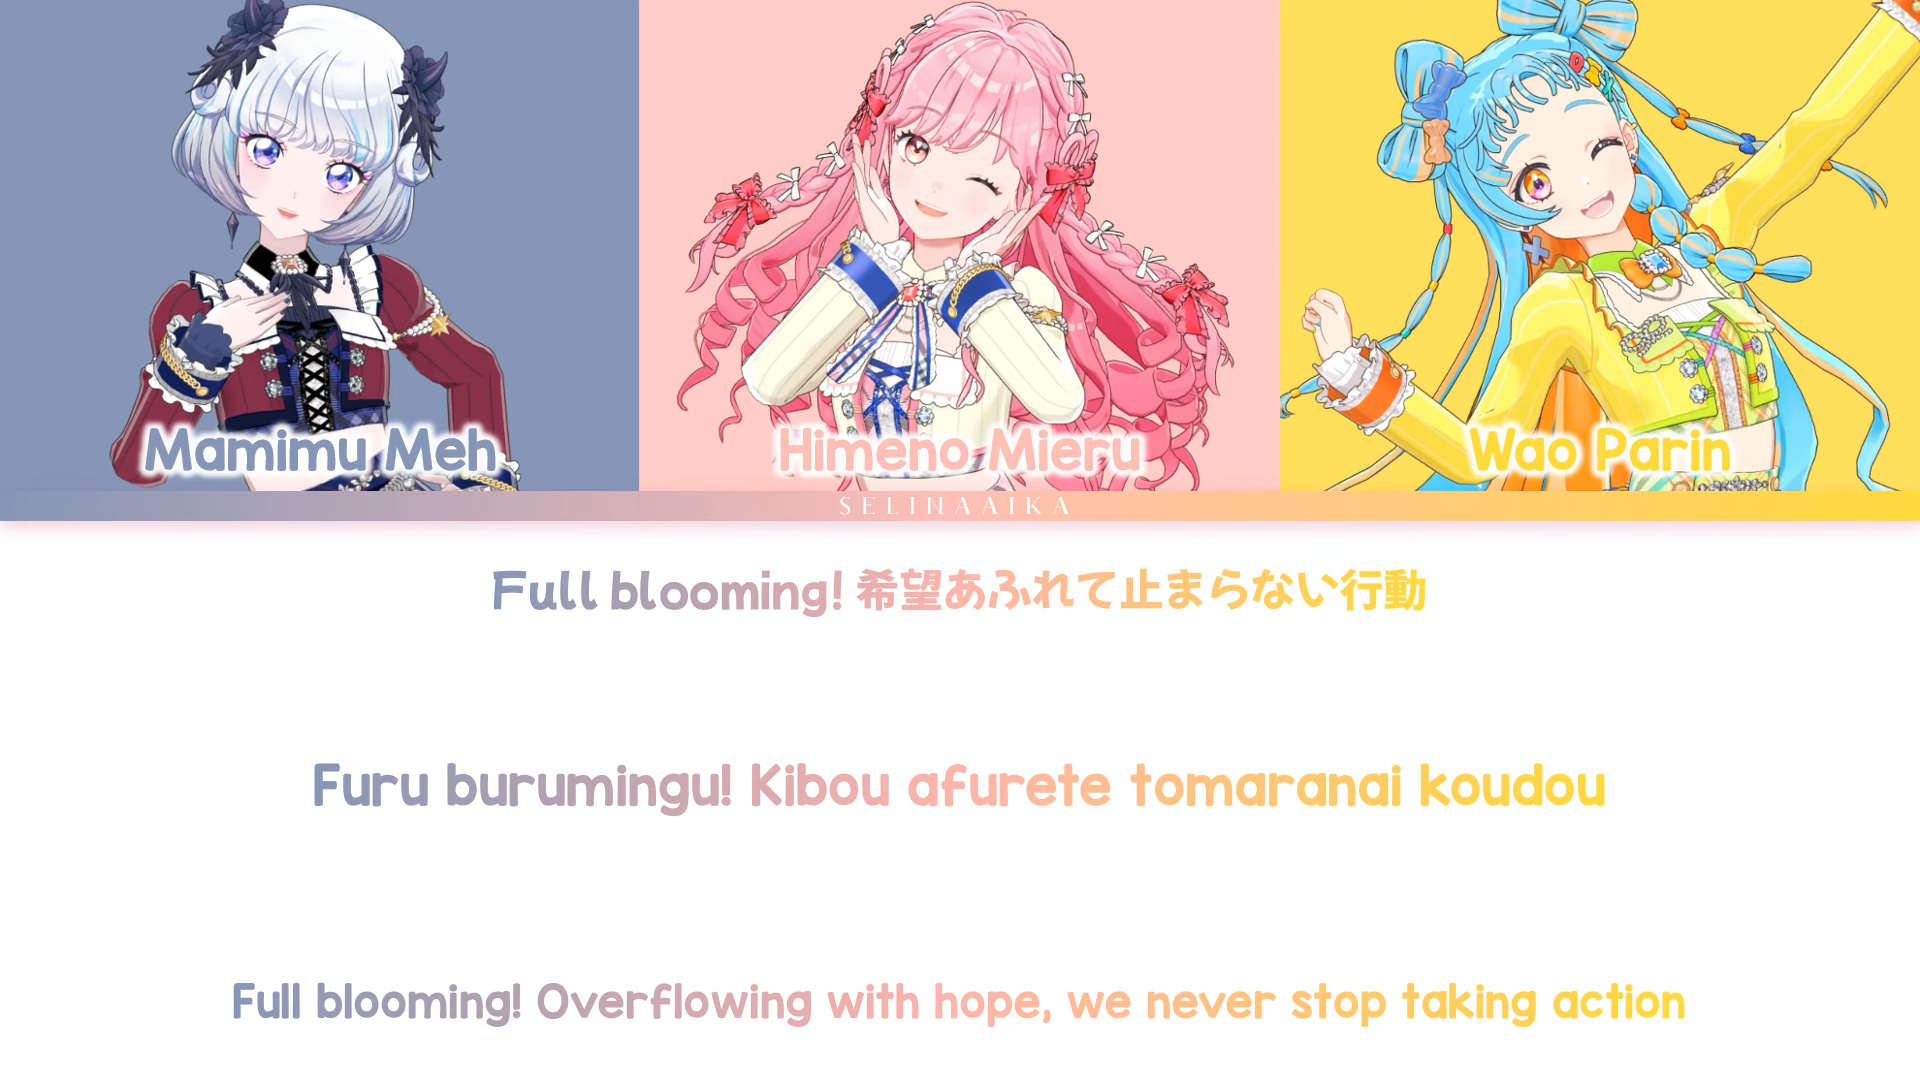 Mamimu Meh
Himeno Mieru
Wao Parin
SELINAAIKA
Full blooming! 希望あふれて止まらない行動
Furu burumingu! Kibou afurete tomaranai koudou
Full blooming! Overflowing with hope, we never stop taking action